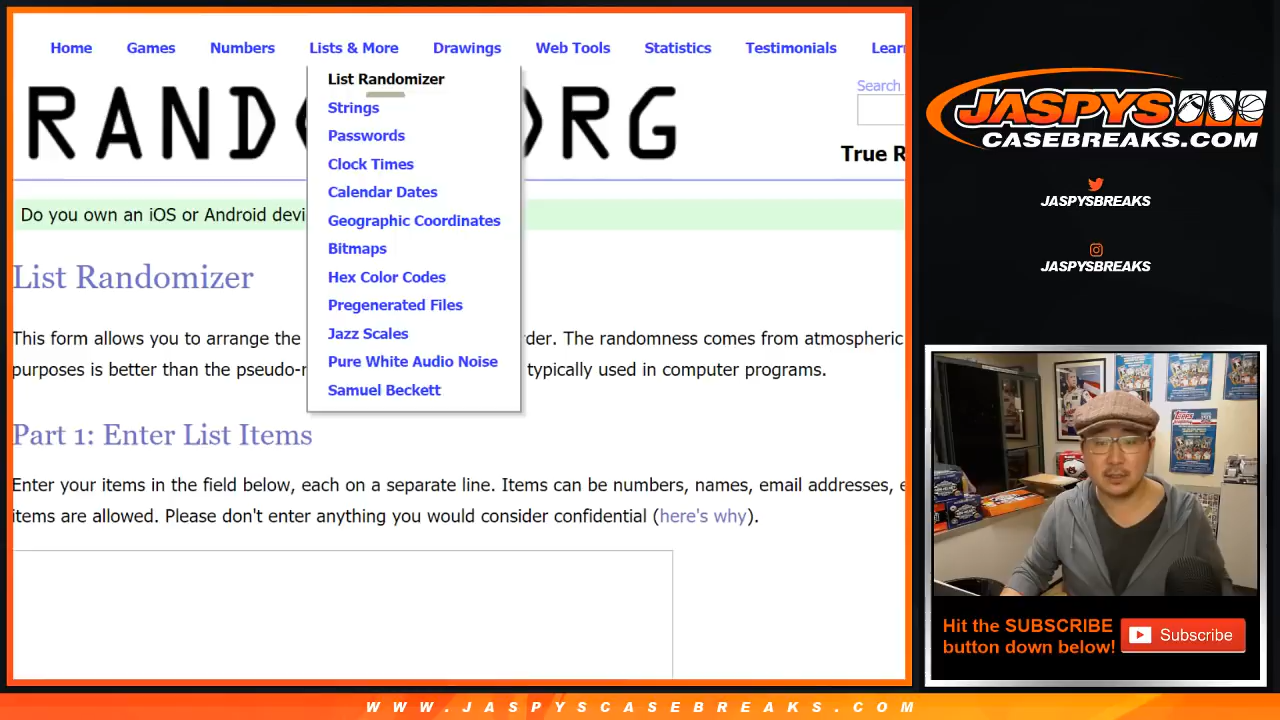 Home Games Numbers Lists & More Drawings Web Tools Statistics Testimonials Lear
List Randomizer
Strings
Passwords
Clock Times
Calendar Dates
Geographic Coordinates
Bitmaps
Hex Color Codes
Pregenerated Files
Jazz Scales
Pure White Audio Noise
Samuel Beckett
RAND RG
Search
True R
Do you own an iOS or Android devi
List Randomizer
This form allows you to arrange the rder. The randomness comes from atmospheric
purposes is better than the pseudo-r typically used in computer programs.
Part 1: Enter List Items
Enter your items in the field below, each on a separate line. Items can be numbers, names, email addresses, e
items are allowed. Please don't enter anything you would consider confidential (here's why).
JASPYS
CASEBREAKS.COM
JASPYSBREAKS
JASPYSBREAKS
TOPPS
Hit the SUBSCRIBE
button down below!
Subscribe
WWW.JASPYSCASEBREAKS.COM